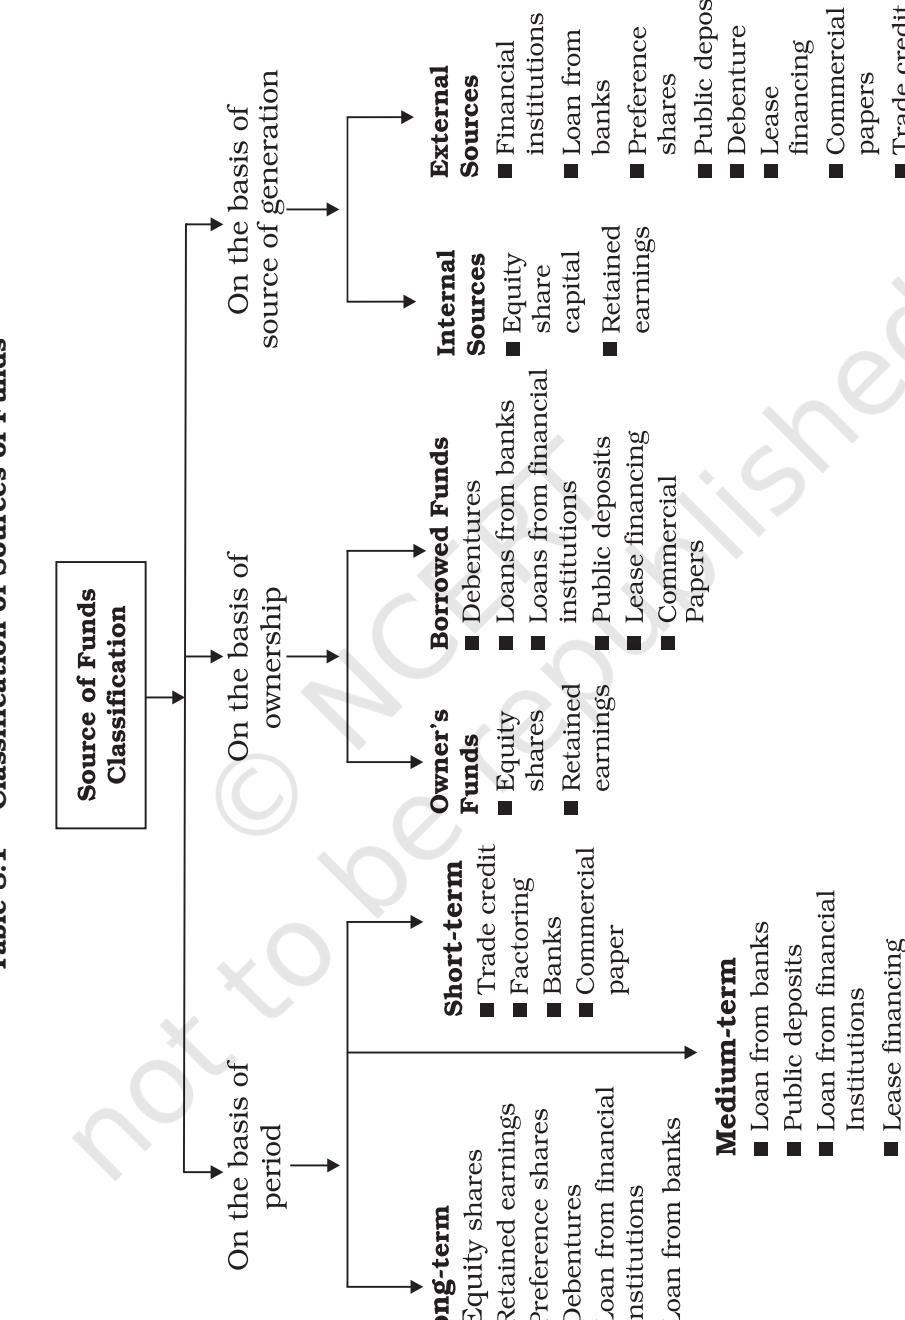 Table 8.1 Classification of Sources of Funds
Source of Funds
Classification
On the basis of
period
On the basis of
ownership
On the basis of
source of generation
ong-term
Equity shares
Retained earnings
Preference shares
Debentures
Loan from financial
nstitutions
Loan from banks
Short-term
■ Trade credit
■ Factoring
■ Banks
■ Commercial
paper
Medium-term
■ Loan from banks
■ Public deposits
■ Loan from financial
Institutions
■ Lease financing
Owner's
Funds
■ Equity
shares
■ Retained
earnings
Borrowed Funds
■ Debentures
■ Loans from banks
■ Loans from financial
institutions
■ Public deposits
■ Lease financing
■ Commercial
Papers
Internal
Sources
■ Equity
share
capital
■ Retained
earnings
External
Sources
■ Financial
institutions
■ Loan from
banks
■ Preference
shares
■ Public depos
■ Debenture
■ Lease
financing
■ Commercial
papers
■ Trade credit
© NCERT
not to be republished